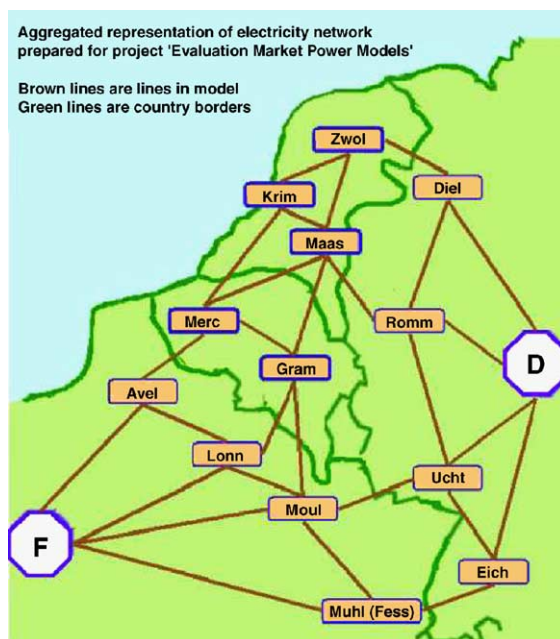 Aggregated representation of electricity network
prepared for project 'Evaluation Market Power Models'
Brown lines are lines in model
Green lines are country borders
Zwol
Krim
Diel
Maas
Merc
Romm
Gram
D
Avel
Lonn
Ucht
Moul
F
Eich
Muhl (Fess)